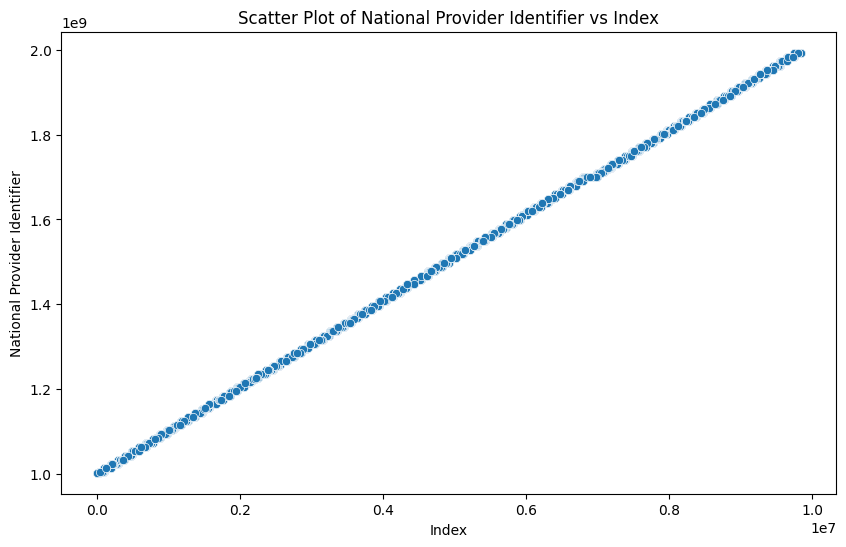 Scatter Plot of National Provider Identifier vs Index
1e9
2.0
1.8
1.6
1.4
1.2
1.0
National Provider Identifier
0.0 0.2 0.4 0.6 0.8 1.0
1e7
Index